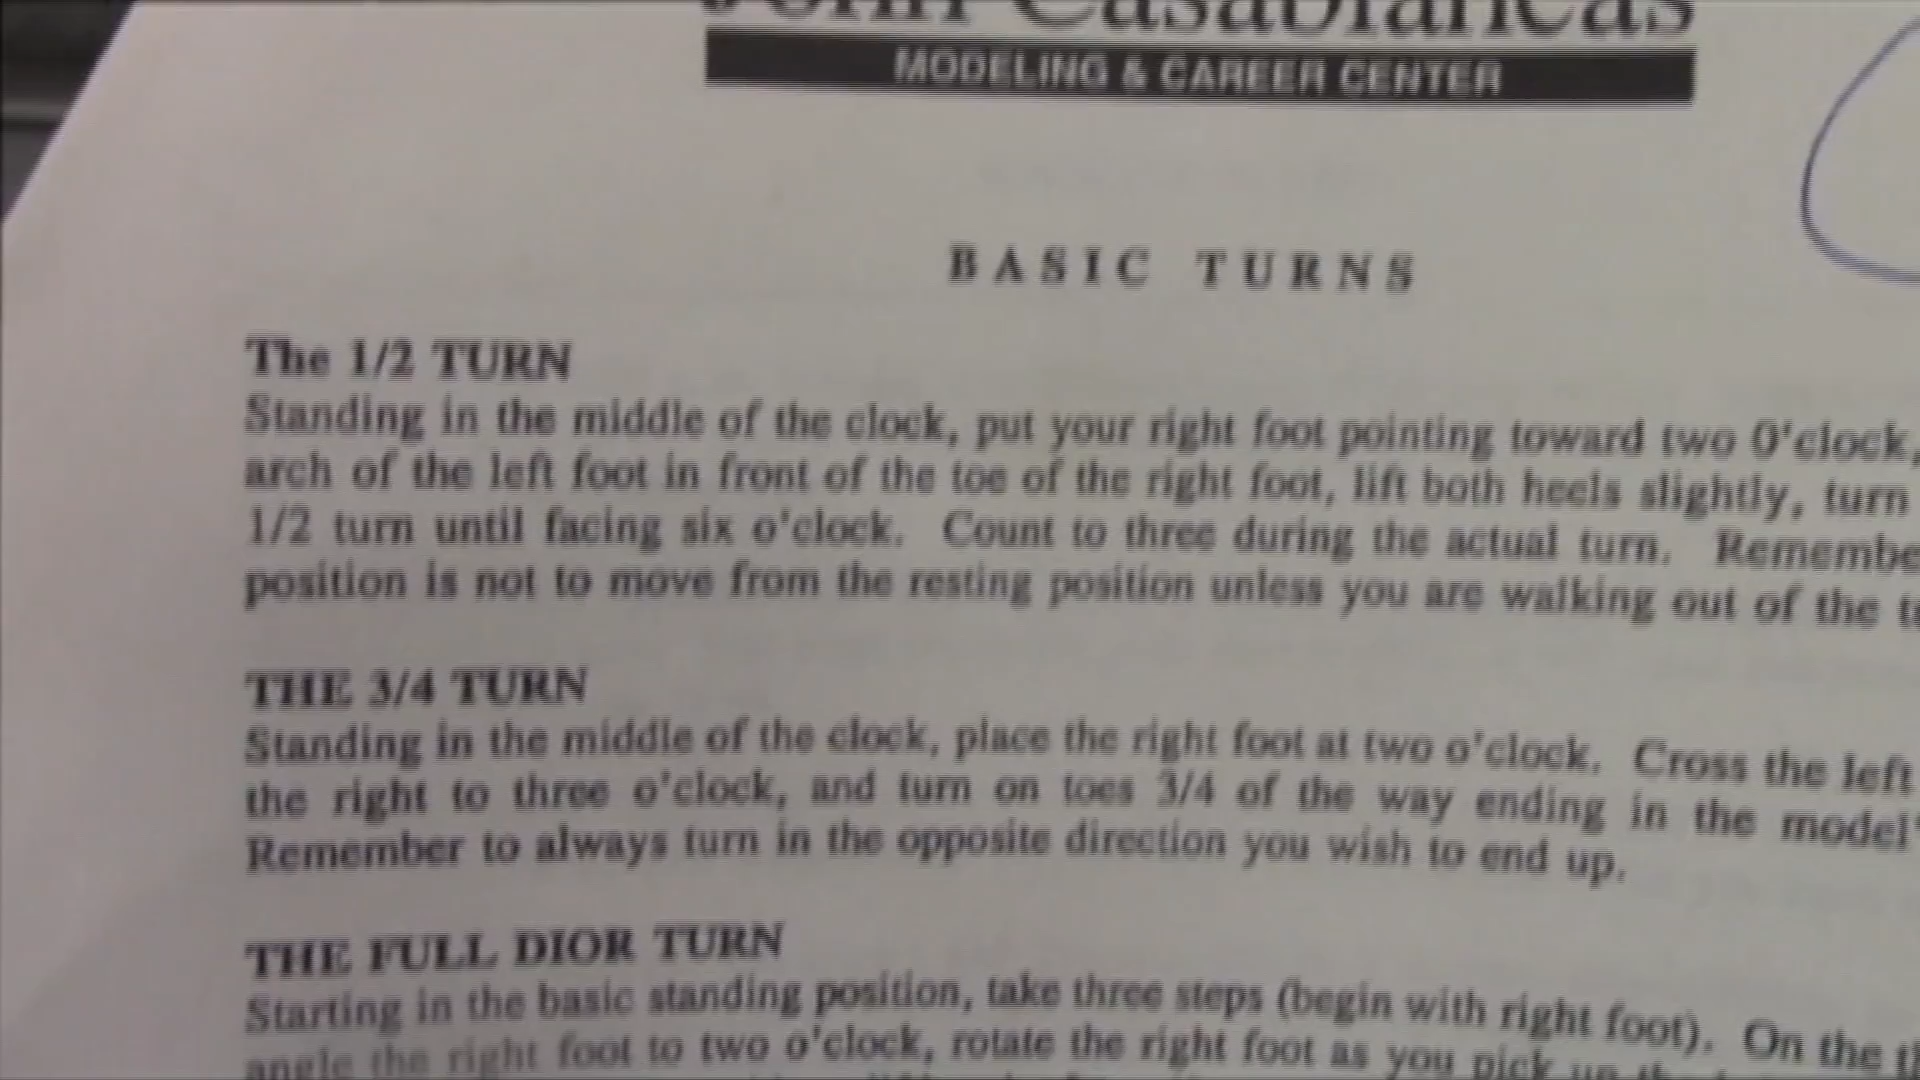 John Casablancas
MODELING & CAREER CENTER
BASIC TURNS
The 1/2 TURN
Standing in the middle of the clock, put your right foot pointing toward two O'clock,
arch of the left foot in front of the toe of the right foot, lift both heels slightly, turn
1/2 turn until facing six o'clock. Count to three during the actual turn.
position is not to move from the resting position unless you are walking out of the
THE 3/4 TURN
Standing in the middle of the clock, place the right foot at two o'clock. Cross the left
the right to three o'clock, and turn on toes 3/4 of the way ending in the model'
Remember to always turn in the opposite direction you wish to end up.
THE FULL DIOR TURN
Starting in the basic standing position, take three steps (begin with right foot). On the
angle the right foot to two o'clock, rotate the right foot as you pick up